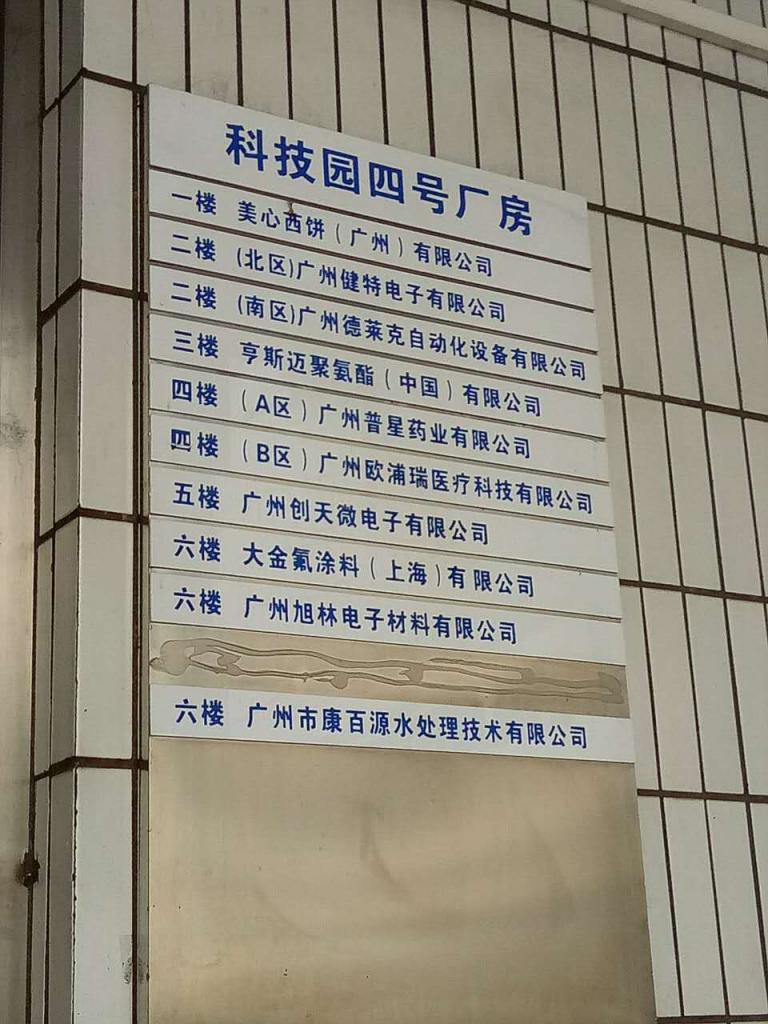 科技园四号厂房
一楼 美心西饼（广州）有限公司
二楼 (北区)广州健特电子有限公司
二楼 (南区)广州德莱克自动化设备有限公司
三楼 亨斯迈聚氨酯（中国）有限公司
四楼 （A区）广州普星药业有限公司
四楼 （B区）广州欧浦瑞医疗科技有限公司
五楼 广州创天微电子有限公司
六楼 大金氟涂料（上海）有限公司
六楼 广州旭林电子材料有限公司
六楼 广州市康百源水处理技术有限公司